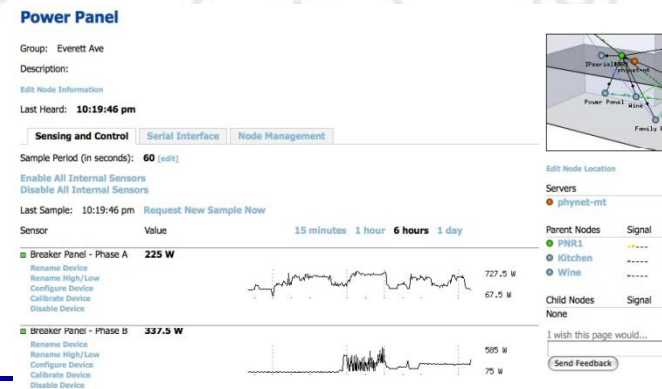 Power Panel
Group: Everett Ave
Description:
Edit Node Information
Last Heard: 10:19:46 pm
Sensing and Control Serial Interface Node Management
Sample Period (in seconds): 60 [edit]
Enable All Internal Sensors
Disable All Internal Sensors
Last Sample: 10:19:46 pm Request New Sample Now
Sensor Value 15 minutes 1 hour 6 hours 1 day
Breaker Panel - Phase A 225 W
Rename Device
Rename High/Low
Configure Device
Calibrate Device
Disable Device
727.5 W
67.5 W
Breaker Panel - Phase B 337.5 W
Rename Device
Rename High/Low
Configure Device
Calibrate Device
Disable Device
585 W
75 W
phynet-mt
Power Panel
Wine
Family
Edit Node Location
Servers
phynet-mt
Parent Nodes Signal
PNR1
Kitchen
Wine
Child Nodes Signal
None
I wish this page would...
Send Feedback